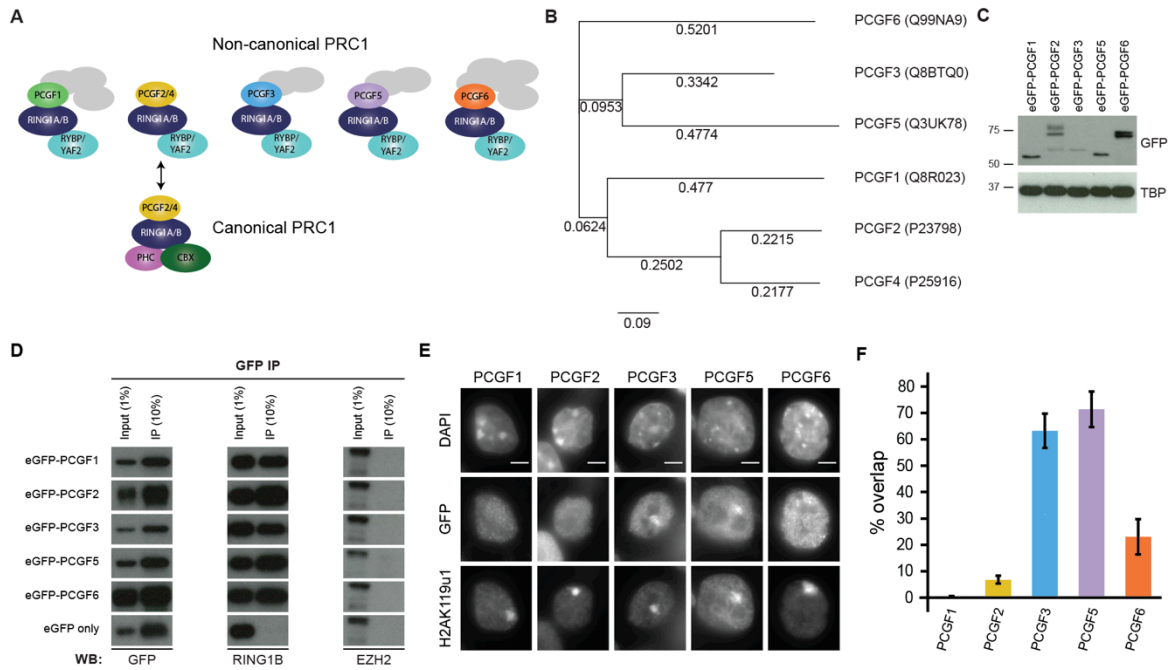 A
Non-canonical PRC1
PCGF1
RING1A/B
RYBP/
YAF2
PCGF2/4
RING1A/B
RYBP/
YAF2
PCGF3
RING1A/B
RYBP/
YAF2
PCGF5
RING1A/B
RYBP/
YAF2
PCGF6
RING1A/B
RYBP/
YAF2
PCGF2/4
RING1A/B
PHC
CBX
Canonical PRC1
B
PCGF6 (Q99NA9)
0.5201
PCGF3 (Q8BTQ0)
0.3342
0.0953
PCGF5 (Q3UK78)
0.4774
PCGF1 (Q8R023)
0.477
0.0624
PCGF2 (P23798)
0.2215
0.2502
PCGF4 (P25916)
0.2177
0.09
C
eGFP-PCGF1
eGFP-PCGF2
eGFP-PCGF3
eGFP-PCGF5
eGFP-PCGF6
75
50
37
GFP
TBP
D
GFP IP
Input (1%)
IP (10%)
Input (1%)
IP (10%)
Input (1%)
IP (10%)
eGFP-PCGF1
eGFP-PCGF2
eGFP-PCGF3
eGFP-PCGF5
eGFP-PCGF6
eGFP only
WB: GFP RING1B EZH2
E
PCGF1 PCGF2 PCGF3 PCGF5 PCGF6
DAPI
GFP
H2AK119u1
F
% overlap
80
70
60
50
40
30
20
10
0
PCGF1
PCGF2
PCGF3
PCGF5
PCGF6